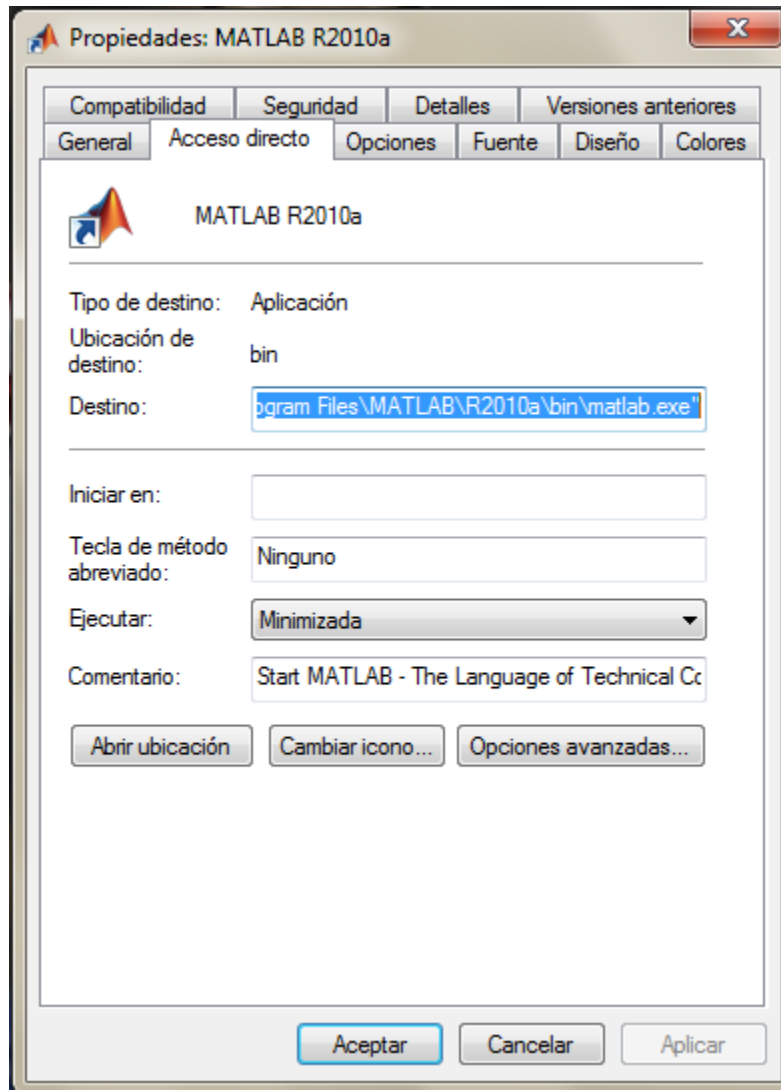 Propiedades: MATLAB R2010a
Compatibilidad Seguridad Detalles Versiones anteriores
General Acceso directo Opciones Fuente Diseño Colores
MATLAB R2010a
Tipo de destino: Aplicación
Ubicación de destino: bin
Destino: ogram Files\MATLAB\R2010a\bin\matlab.exe"
Iniciar en:
Tecla de método abreviado: Ninguno
Ejecutar: Minimizada
Comentario: Start MATLAB - The Language of Technical Co
Abrir ubicación Cambiar icono... Opciones avanzadas...
Aceptar Cancelar Aplicar